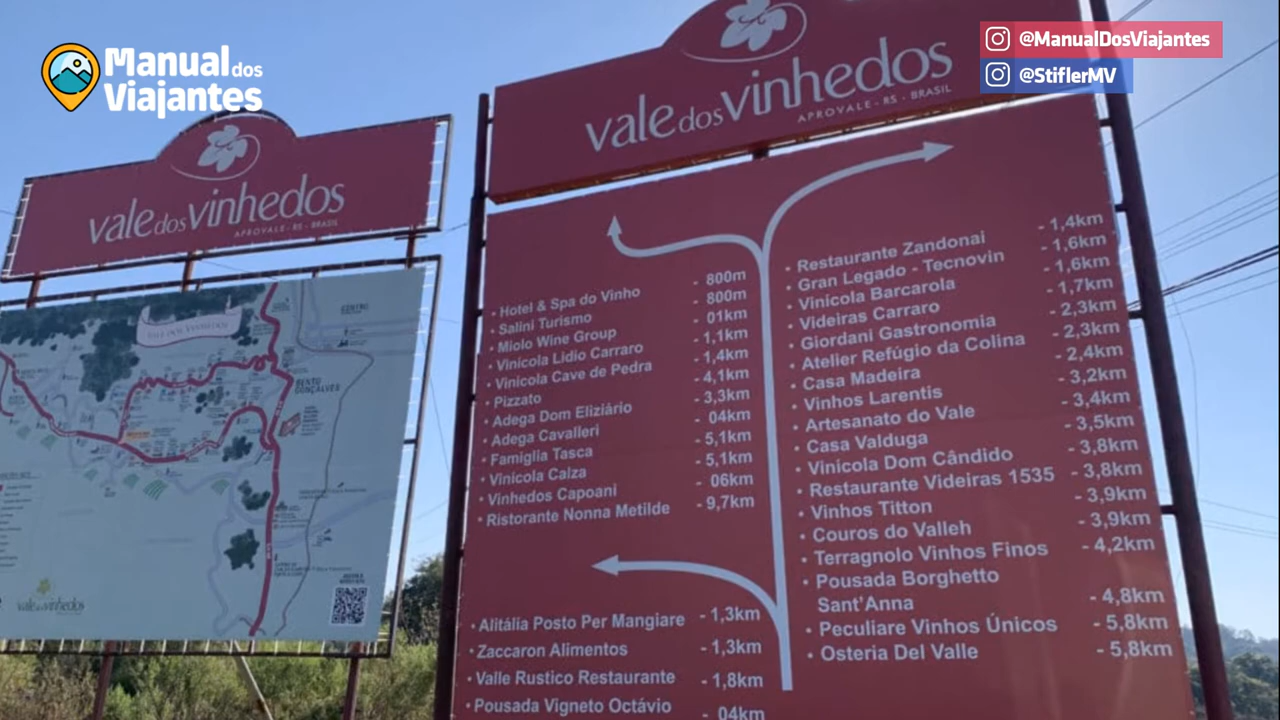 Manual dos
Viajantes
@ManualDosViajantes
@StiflerMV
vale dos vinhedos
APROVALE - RS - BRASIL
VALE DOS VINHEDOS
CENTRO
BENTO
GONÇALVES
vale dos vinhedos
vale dos vinhedos
APROVALE - RS - BRASIL
• Hotel & Spa do Vinho - 800m
• Salini Turismo - 800m
• Miolo Wine Group - 01km
• Vinícola Lidio Carraro - 1,1km
• Vinícola Cave de Pedra - 1,4km
• Pizzato - 4,1km
• Adega Dom Eliziário - 3,3km
• Adega Cavalleri - 04km
• Famiglia Tasca - 5,1km
• Vinícola Calza - 5,1km
• Vinhedos Capoani - 06km
• Ristorante Nonna Metilde - 9,7km
• Alitália Posto Per Mangiare - 1,3km
• Zaccaron Alimentos - 1,3km
• Valle Rustico Restaurante - 1,8km
• Pousada Vigneto Octávio - 04km
• Restaurante Zandonai - 1,4km
• Gran Legado - Tecnovin - 1,6km
• Vinícola Barcarola - 1,6km
• Videiras Carraro - 1,7km
• Giordani Gastronomia - 2,3km
• Atelier Refúgio da Colina - 2,3km
• Casa Madeira - 2,4km
• Vinhos Larentis - 3,2km
• Artesanato do Vale - 3,4km
• Casa Valduga - 3,5km
• Vinícola Dom Cândido - 3,8km
• Restaurante Videiras 1535 - 3,8km
• Vinhos Titton - 3,9km
• Couros do Valleh - 3,9km
• Terragnolo Vinhos Finos - 4,2km
• Pousada Borghetto
Sant'Anna - 4,8km
• Peculiare Vinhos Únicos - 5,8km
• Osteria Del Valle - 5,8km